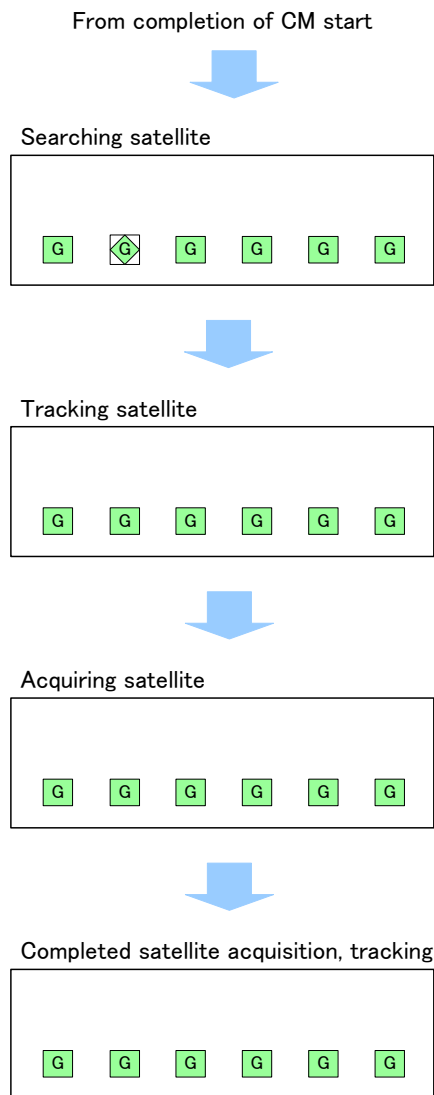 From completion of CM start
Searching satellite
G G G G G G
Tracking satellite
G G G G G G
Acquiring satellite
G G G G G G
Completed satellite acquisition, tracking
G G G G G G